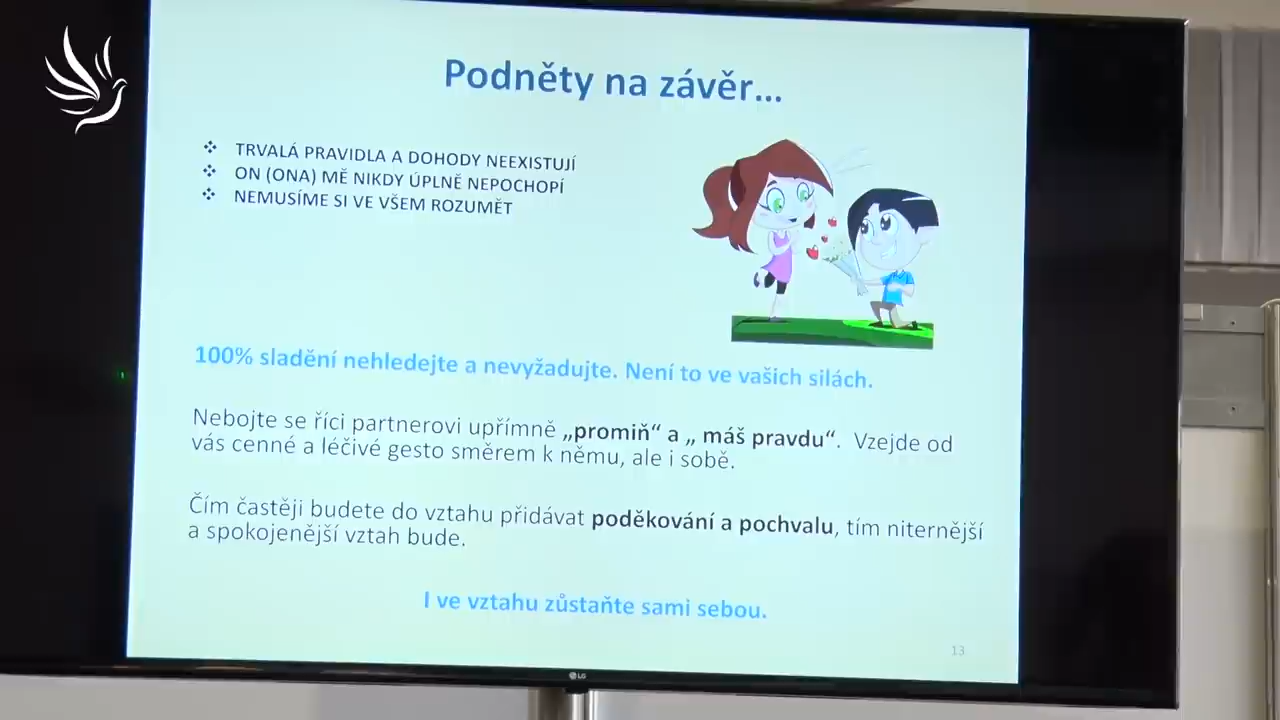 Podněty na závěr...
TRVALÁ PRAVIDLA A DOHODY NEEXISTUJÍ
ON (ONA) MĚ NIKDY ÚPLNĚ NEPOCHOPÍ
NEMUSÍME SI VE VŠEM ROZUMĚT
100% sladění nehledejte a nevyžadujte. Není to ve vašich silách.
Nebojte se říci partnerovi upřímně „promiň“ a „ máš pravdu“. Vzejde od
vás cenné a léčivé gesto směrem k němu, ale i sobě.
Čím častěji budete do vztahu přidávat poděkování a pochvalu, tím niternější
a spokojenější vztah bude.
I ve vztahu zůstaňte sami sebou.
13
LG